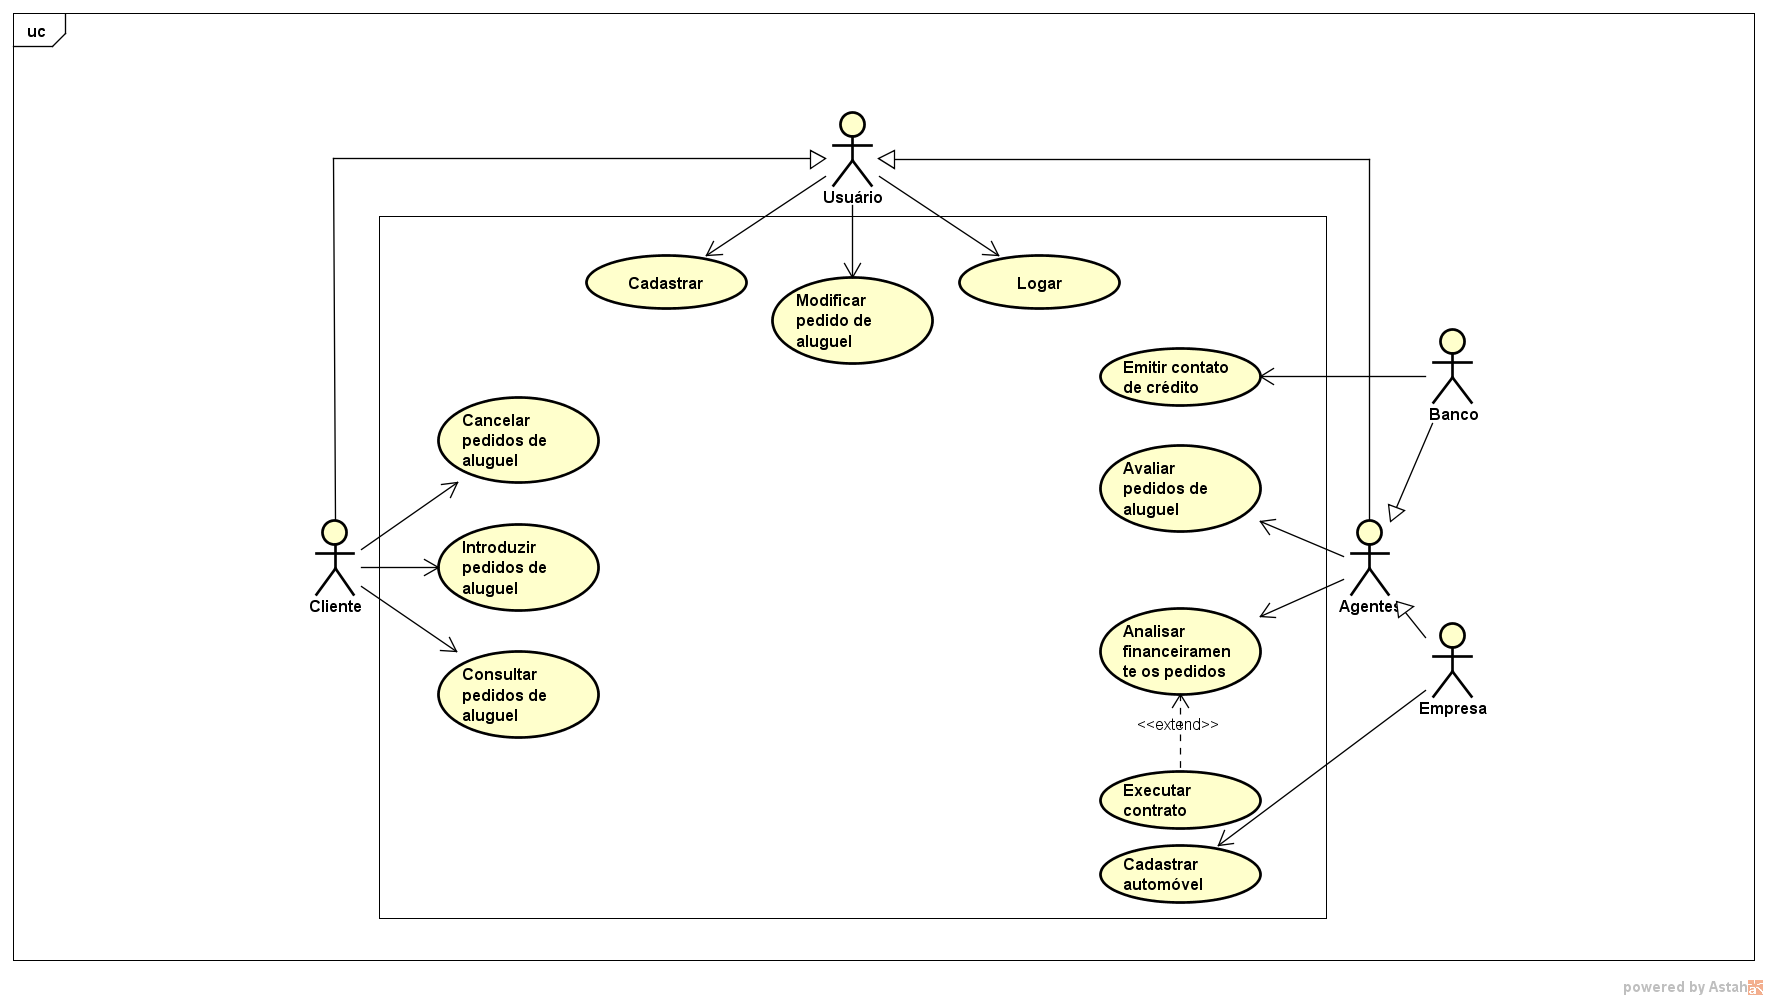 uc
Usuário
Cadastrar
Modificar
pedido de
aluguel
Logar
Emitir contato
de crédito
Banco
Cancelar
pedidos de
aluguel
Avaliar
pedidos de
aluguel
Introduzir
pedidos de
aluguel
Cliente
Agentes
Analisar
financeiramen
te os pedidos
Consultar
pedidos de
aluguel
Empresa
<<extend>>
Executar
contrato
Cadastrar
automóvel
powered by Astah